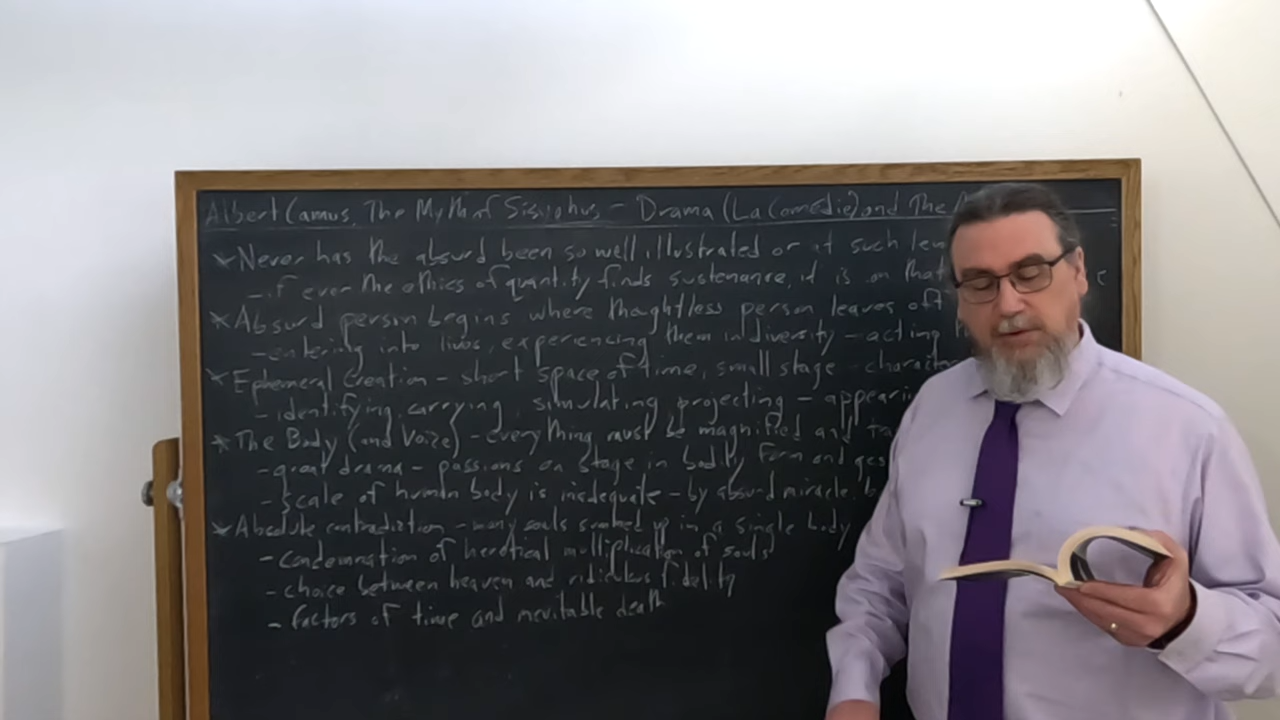 Albert Camus, The Myth of Sisyphus - Drama (La Comédie) and The A
* Never has the absurd been so well illustrated or at such len
- if ever the ethics of quantity finds sustenance, it is on that
* Absurd person begins where thoughtless person leaves off
- entering into lives, experiencing them in diversity - acting
* Ephemeral Creation - short space of time, small stage - character
- identifying, carrying, simulating, projecting - appeari
* The Body (and Voice) - everything must be magnified and
- great drama - passions on stage in bodily form and ges
- scale of human body is inadequate - by absurd miracle, b
* Absolute contradiction - many souls summed up in a single body
- condemnation of heretical multiplication of souls
- choice between heaven and ridiculous fidelity
- factors of time and inevitable death